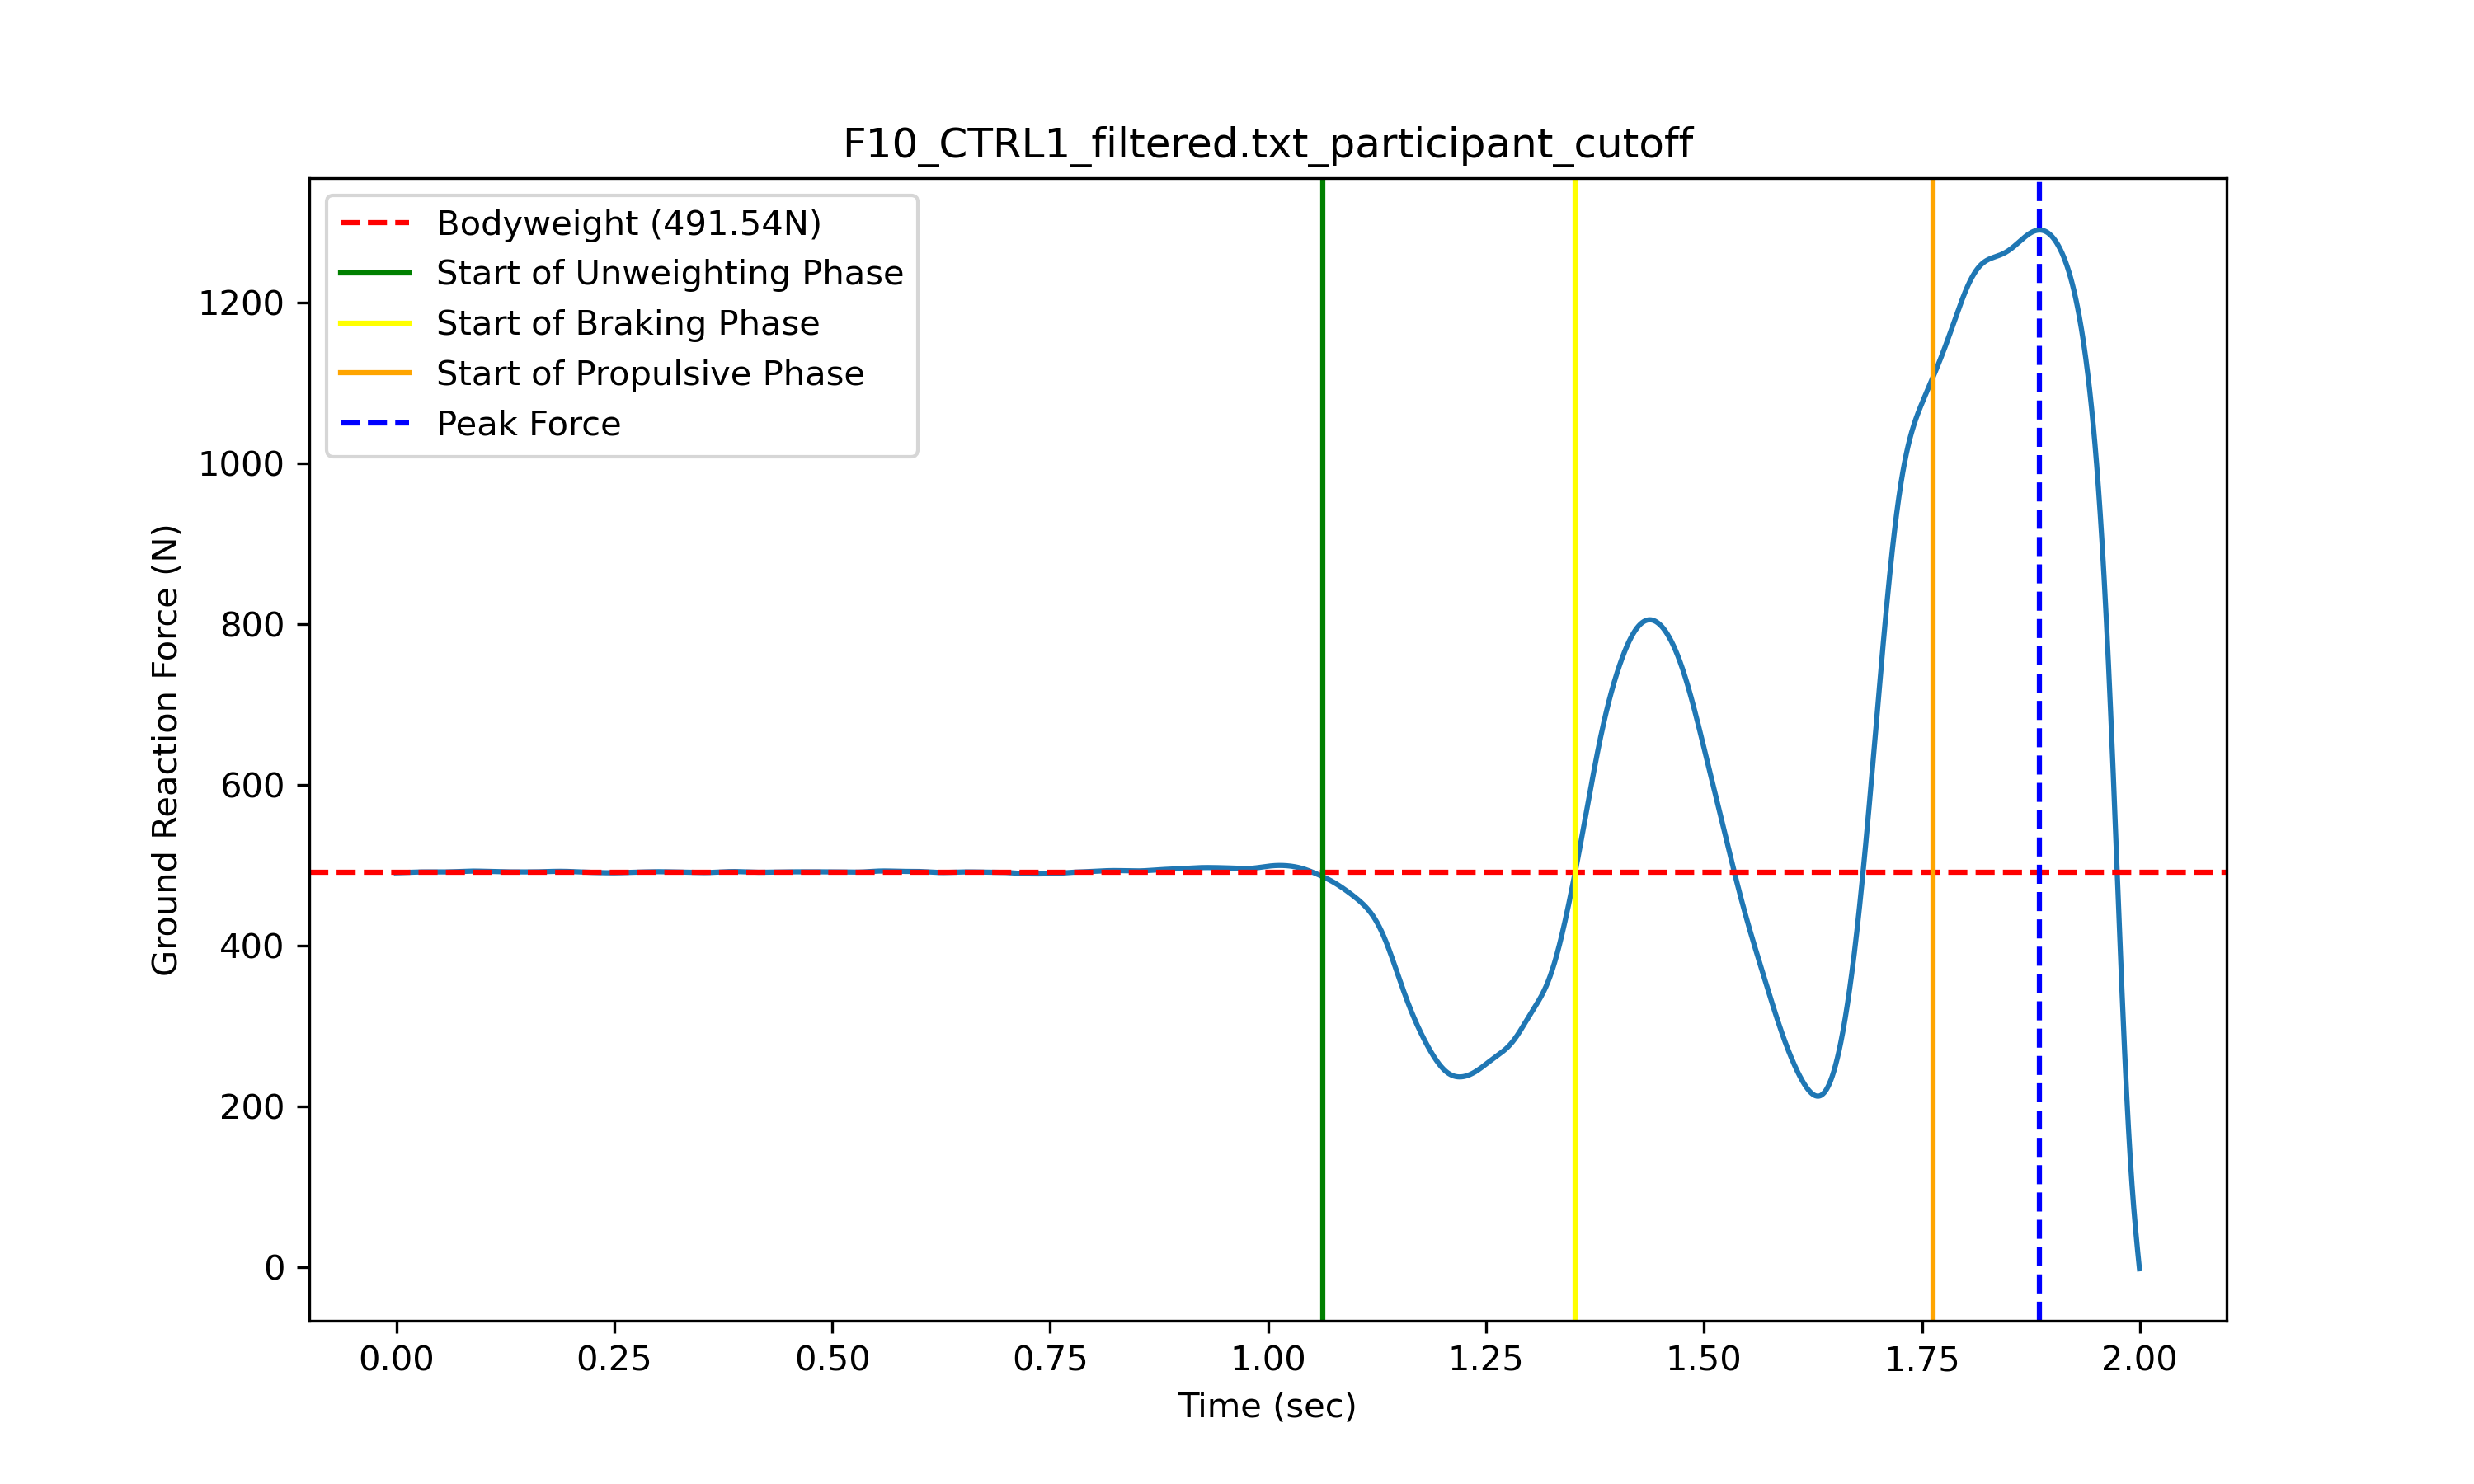 F10_CTRL1_filtered.txt_participant_cutoff
Bodyweight (491.54N)
Start of Unweighting Phase
Start of Braking Phase
Start of Propulsive Phase
Peak Force
Ground Reaction Force (N)
1200
1000
800
600
400
200
0
0.00 0.25 0.50 0.75 1.00 1.25 1.50 1.75 2.00
Time (sec)